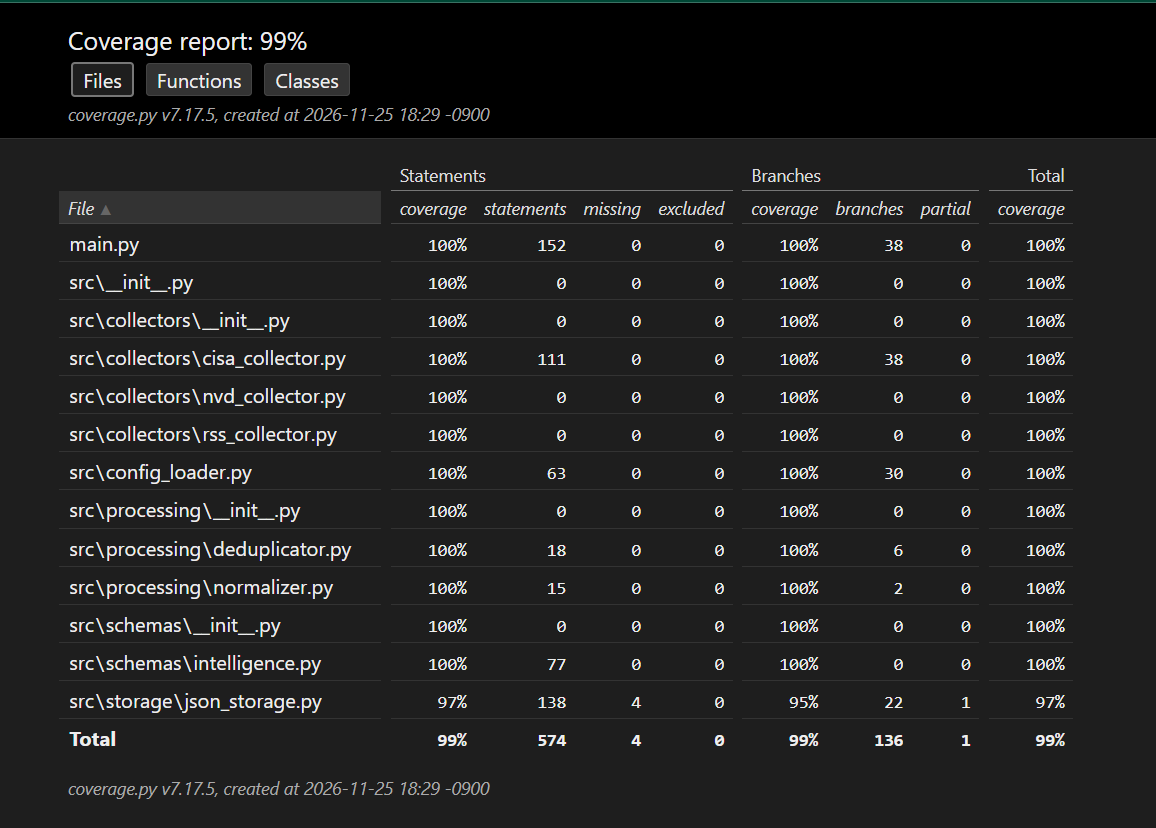 Coverage report: 99%
Files Functions Classes
coverage.py v7.17.5, created at 2026-11-25 18:29 -0900
Statements Branches Total
File ▲ coverage statements missing excluded coverage branches partial coverage
main.py 100% 152 0 0 100% 38 0 100%
src\__init__.py 100% 0 0 0 100% 0 0 100%
src\collectors\__init__.py 100% 0 0 0 100% 0 0 100%
src\collectors\cisa_collector.py 100% 111 0 0 100% 38 0 100%
src\collectors\nvd_collector.py 100% 0 0 0 100% 0 0 100%
src\collectors\rss_collector.py 100% 0 0 0 100% 0 0 100%
src\config_loader.py 100% 63 0 0 100% 30 0 100%
src\processing\__init__.py 100% 0 0 0 100% 0 0 100%
src\processing\deduplicator.py 100% 18 0 0 100% 6 0 100%
src\processing\normalizer.py 100% 15 0 0 100% 2 0 100%
src\schemas\__init__.py 100% 0 0 0 100% 0 0 100%
src\schemas\intelligence.py 100% 77 0 0 100% 0 0 100%
src\storage\json_storage.py 97% 138 4 0 95% 22 1 97%
Total 99% 574 4 0 99% 136 1 99%
coverage.py v7.17.5, created at 2026-11-25 18:29 -0900